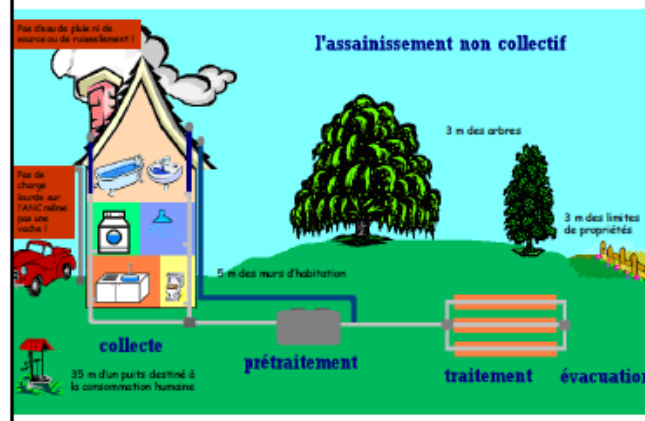 Pas d'eau de pluie ni de
source ou de ruissellement !
l'assainissement non collectif
3 m des arbres
Pas de
charge
lourde sur
l'ANC même
pas une
vache !
3 m des limites
de propriétés
5 m des murs d'habitation
collecte
prétraitement
traitement
évacuation
35 m d'un puits destiné à
la consommation humaine